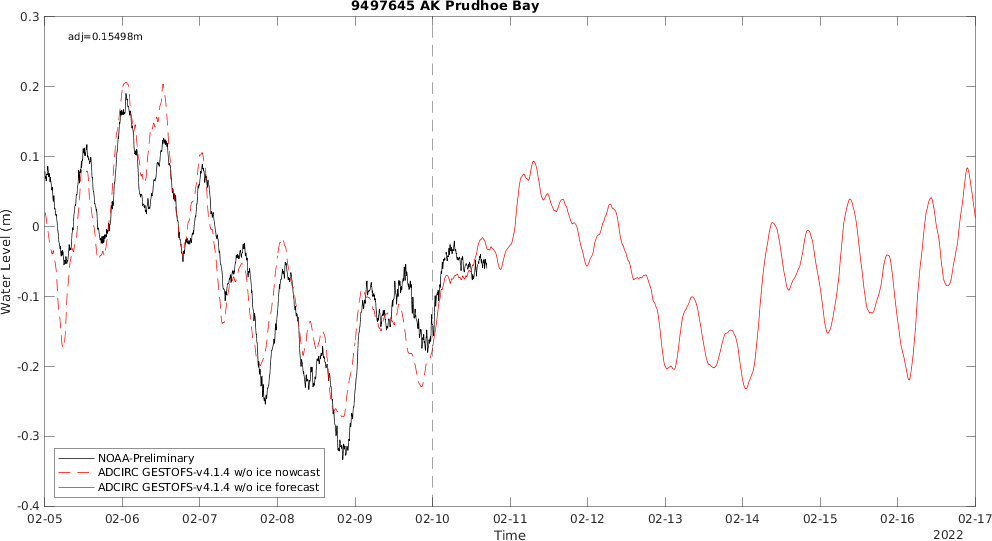 9497645 AK Prudhoe Bay
adj=0.15498m
0.3
0.2
0.1
0
-0.1
-0.2
-0.3
-0.4
Water Level (m)
NOAA-Preliminary
ADCIRC GESTOFS-v4.1.4 w/o ice nowcast
ADCIRC GESTOFS-v4.1.4 w/o ice forecast
02-05 02-06 02-07 02-08 02-09 02-10 02-11 02-12 02-13 02-14 02-15 02-16 02-17
Time
2022